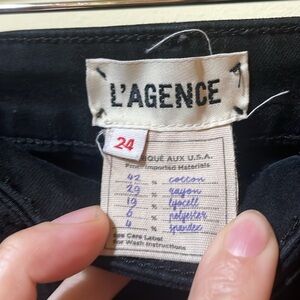 L'AGENCE
24
QUÉ AUX U.S.A.
From Imported Materials
42 % cotton
29 % rayon
19 % lyocell
6 % polyester
4 % spandex
See Care Label
For Wash Instructions